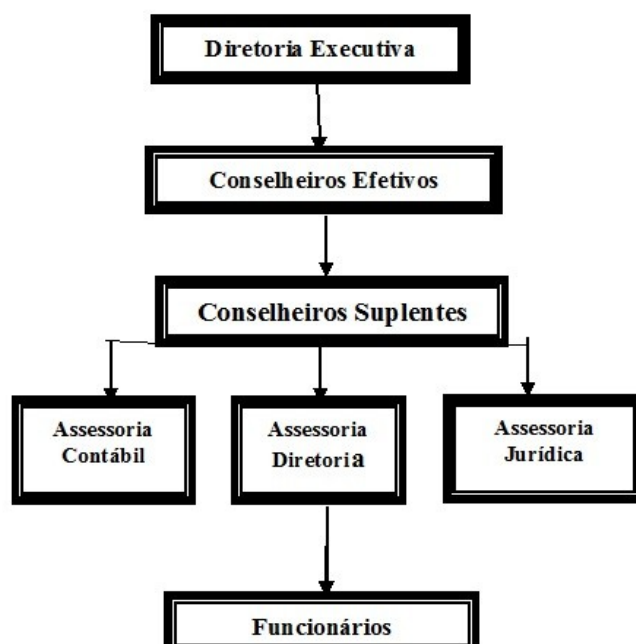 Diretoria Executiva
Conselheiros Efetivos
Conselheiros Suplentes
Assessoria
Contábil
Assessoria
Diretoria
Assessoria
Jurídica
Funcionários